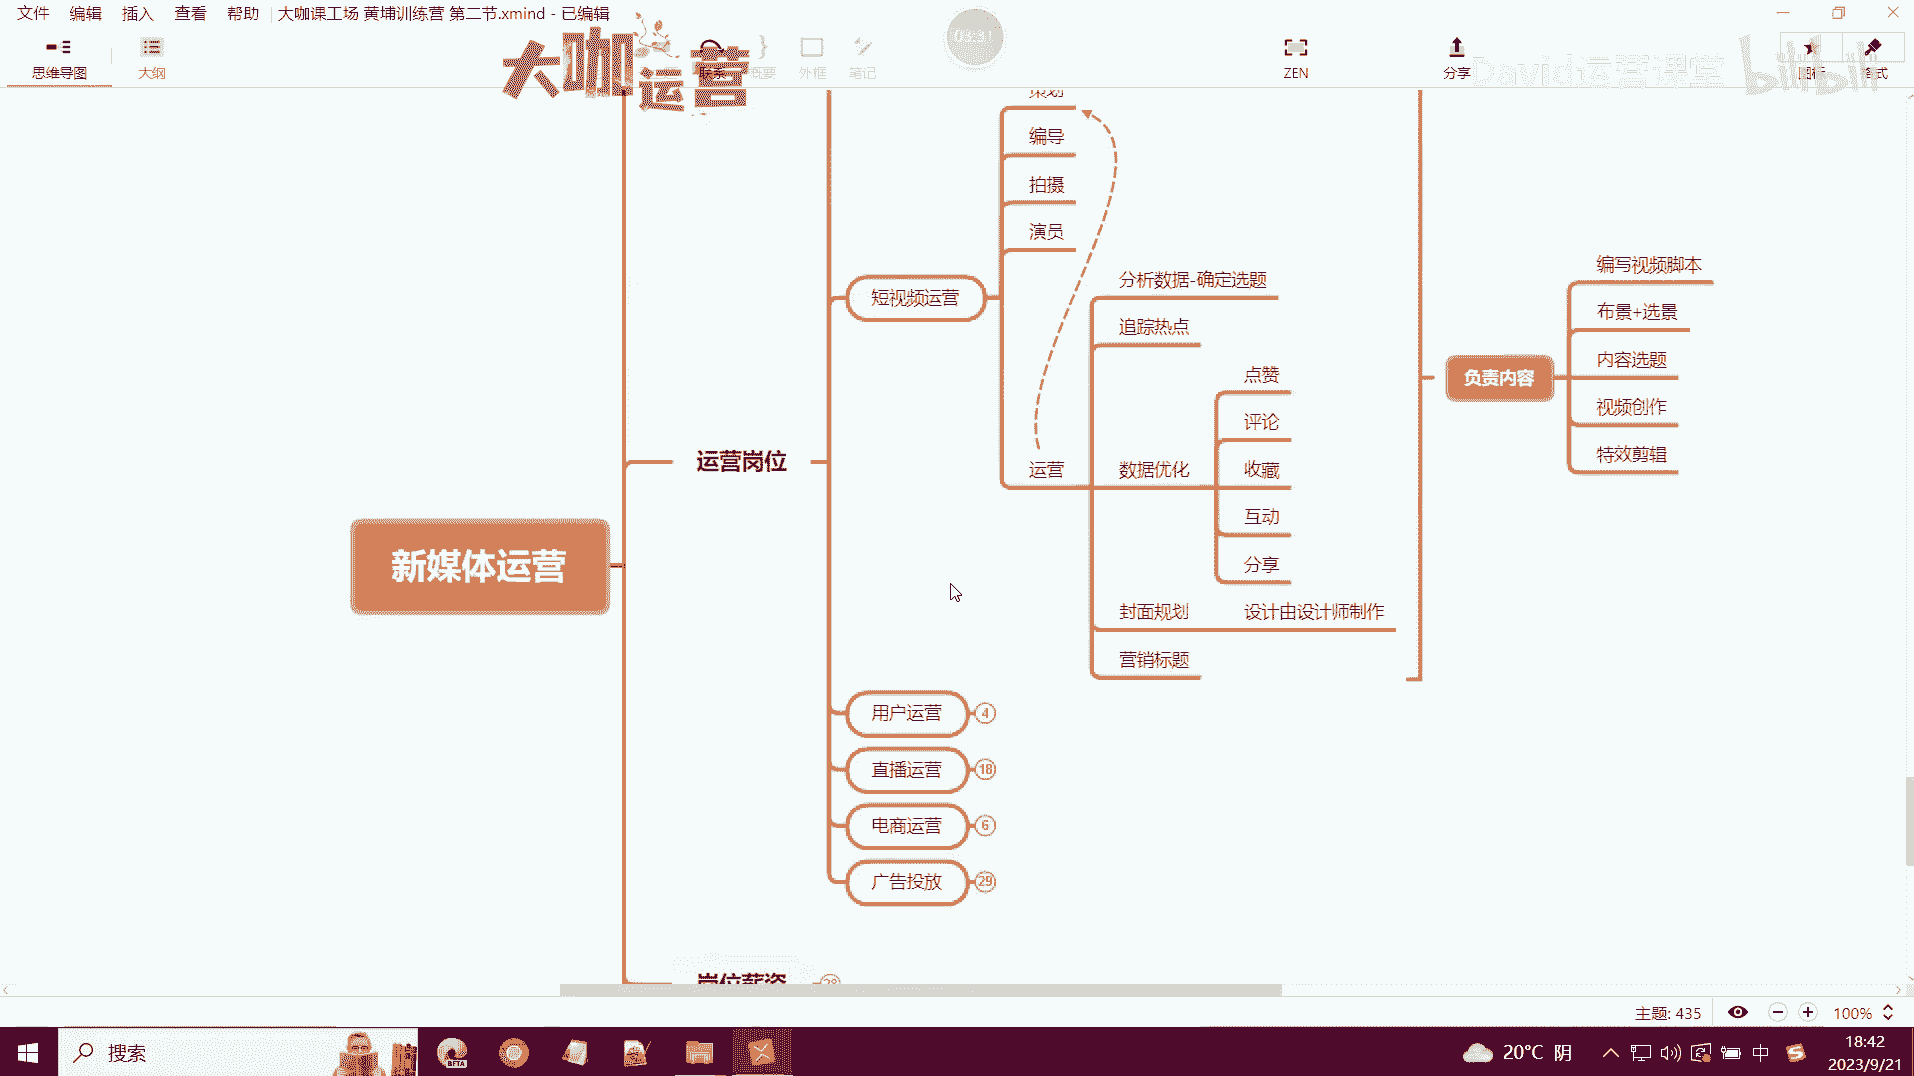 文件 编辑 插入 查看 帮助 大咖课工场 黄埔训练营 第二节.xmind - 已编辑
思维导图
大纲
大咖运营
联系
概要
外框
笔记
03:31
ZEN
分享
图标
格式
David运营课堂
bilibili
策划
编导
拍摄
演员
短视频运营
分析数据-确定选题
追踪热点
点赞
评论
运营
数据优化
收藏
互动
分享
封面规划
设计由设计师制作
营销标题
负责内容
编写视频脚本
布景+选景
内容选题
视频创作
特效剪辑
运营岗位
新媒体运营
用户运营 4
直播运营 18
电商运营 6
广告投放 29
岗位薪资 28
主题: 435
100%
搜索
BETA
20°C 阴
中
18:42
2023/9/21